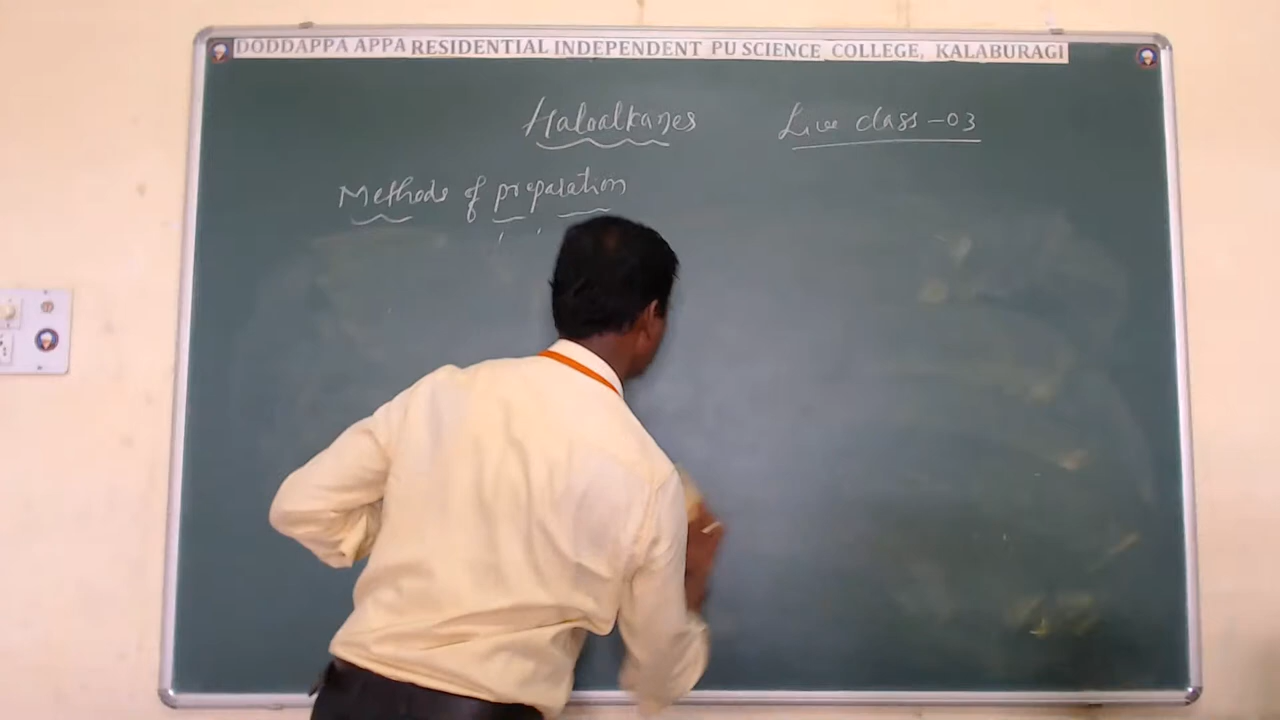 DODDAPPA APPA RESIDENTIAL INDEPENDENT PU SCIENCE COLLEGE, KALABURAGI
Haloalkanes Live class -03
Methods of preparation